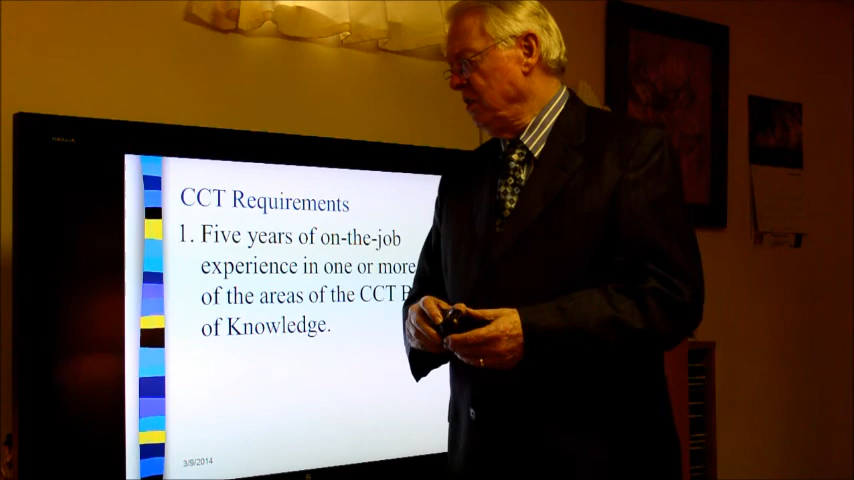 CCT Requirements
1. Five years of on-the-job
experience in one or more
of the areas of the CCT
of Knowledge.
3/9/2014